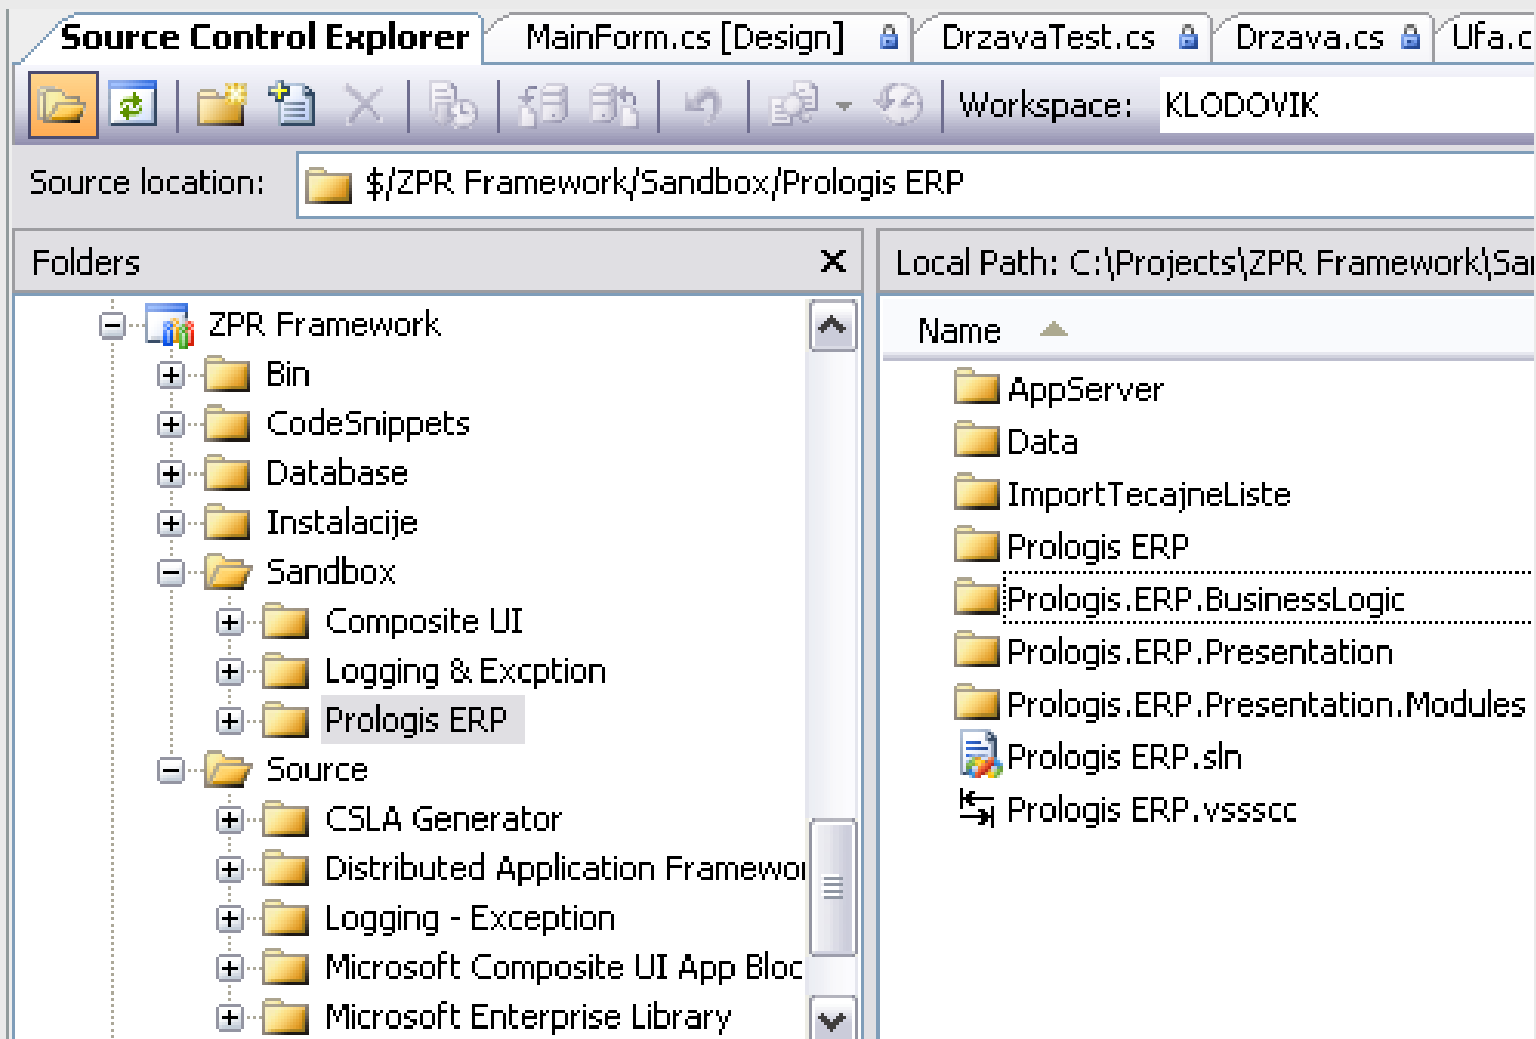 Source Control Explorer MainForm.cs [Design] DrzavaTest.cs Drzava.cs Ufa.c
Workspace: KLODOVIK
Source location: $/ZPR Framework/Sandbox/Prologis ERP
Folders
ZPR Framework
Bin
CodeSnippets
Database
Instalacije
Sandbox
Composite UI
Logging & Excption
Prologis ERP
Source
CSLA Generator
Distributed Application Framewor
Logging - Exception
Microsoft Composite UI App Bloc
Microsoft Enterprise Library
Local Path: C:\Projects\ZPR Framework\San
Name
AppServer
Data
ImportTecajneListe
Prologis ERP
Prologis.ERP.BusinessLogic
Prologis.ERP.Presentation
Prologis.ERP.Presentation.Modules
Prologis ERP.sln
Prologis ERP.vssscc